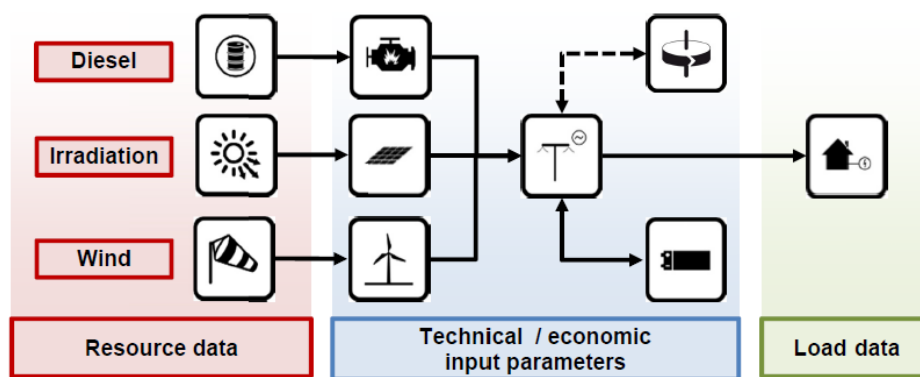 Diesel
Irradiation
Wind
Resource data
Technical / economic
input parameters
Load data